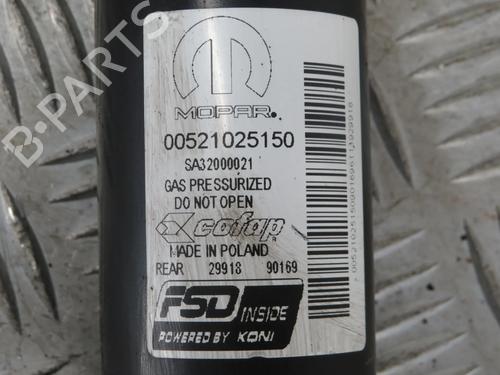 B-PARTS
MOPAR.
00521025150
SA32000021
GAS PRESSURIZED
DO NOT OPEN
cofap
MADE IN POLAND
REAR 29918 90169
FSD INSIDE
POWERED BY KONI